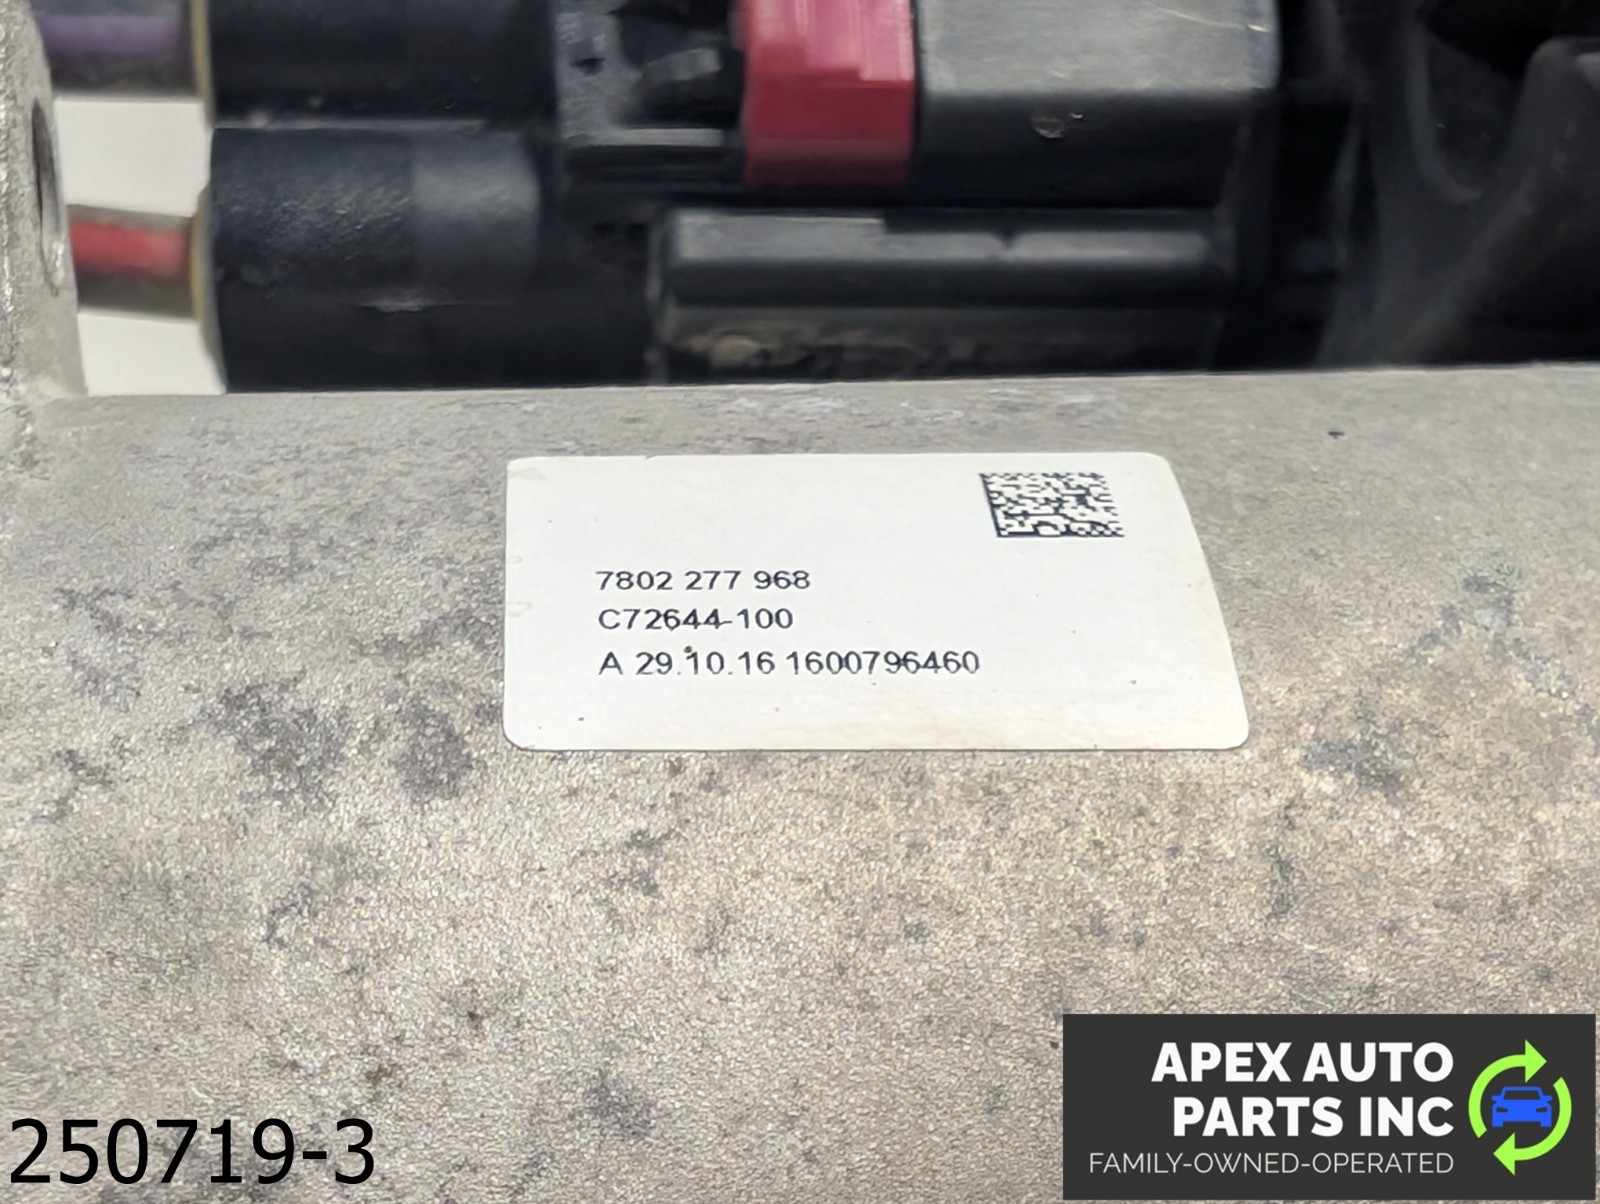 7802 277 968
C72644-100
A 29.10.16 1600796460
250719-3
APEX AUTO
PARTS INC
FAMILY-OWNED-OPERATED